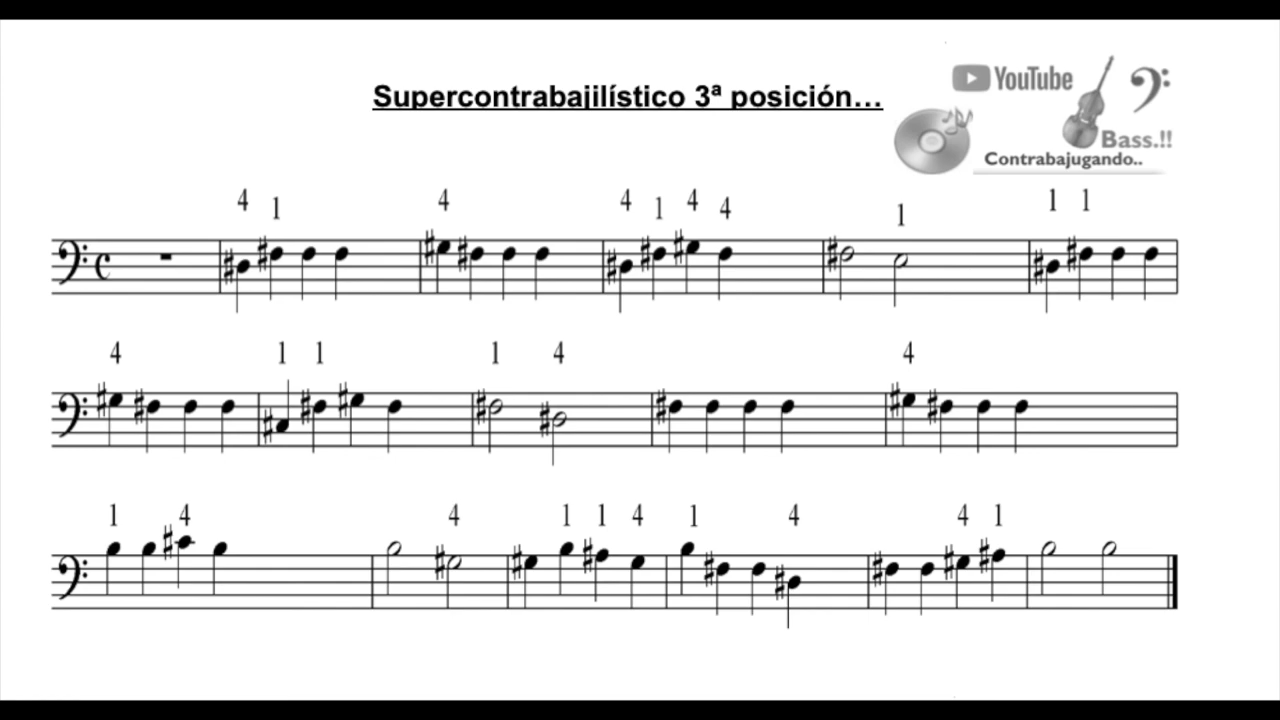 Supercontrabajilístico 3ª posición...
YouTube
Bass.!!
Contrabajugando..
4 1 4 4 1 4 4 1 1 1
4 1 1 1 4 4
1 4 4 1 1 4 1 4 4 1